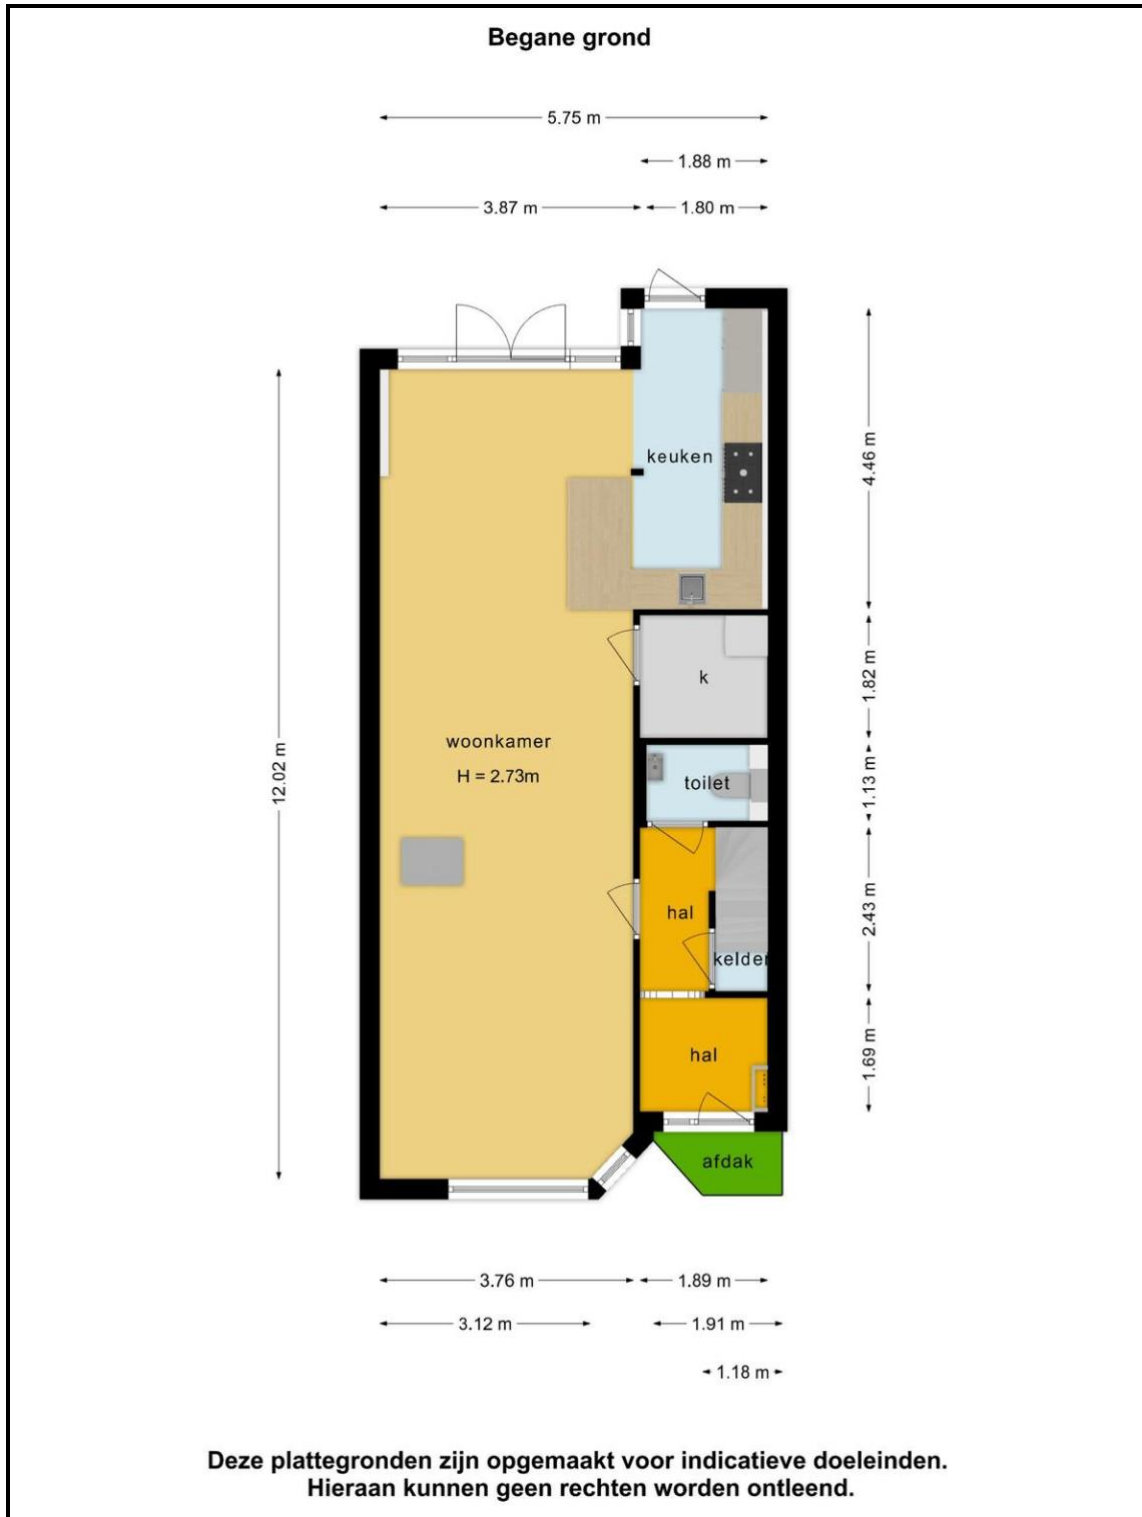 Begane grond
5.75 m
1.88 m
3.87 m
1.80 m
keuken
4.46 m
k
1.82 m
woonkamer
H = 2.73m
12.02 m
toilet
1.13 m
hal
2.43 m
kelder
hal
1.69 m
afdak
3.76 m
1.89 m
3.12 m
1.91 m
1.18 m
Deze plattegronden zijn opgemaakt voor indicatieve doeleinden.
Hieraan kunnen geen rechten worden ontleend.